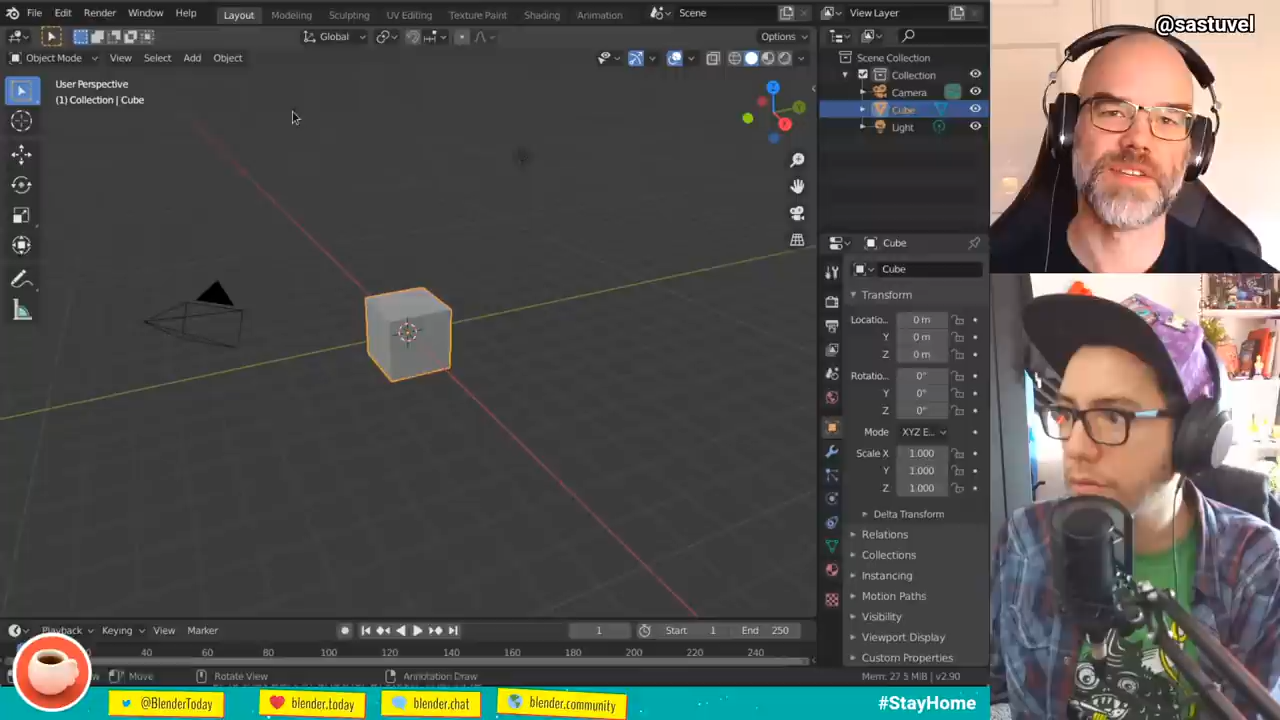 File Edit Render Window Help Layout Modeling Sculpting UV Editing Texture Paint Shading Animation Scene View Layer
Global Options
Object Mode View Select Add Object
User Perspective
(1) Collection | Cube
Scene Collection
Collection
Camera
Cube
Light
Cube
Cube
Transform
Locatio... 0 m
Y 0 m
Z 0 m
Rotatio... 0°
Y 0°
Z 0°
Mode XYZ E...
Scale X 1.000
Y 1.000
Z 1.000
Delta Transform
Relations
Collections
Instancing
Motion Paths
Visibility
Viewport Display
Custom Properties
Playback Keying View Marker 1 Start 1 End 250
40 60 80 100 120 140 160 180 200 220 240
Move Rotate View Annotation Draw Mem: 27.5 MiB | v2.90
@sastuvel
@BlenderToday blender.today blender.chat blender.community #StayHome